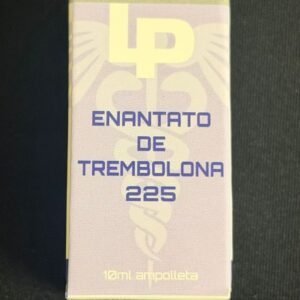 LP
ENANTATO
DE
TREMBOLONA
225
10ml ampolleta